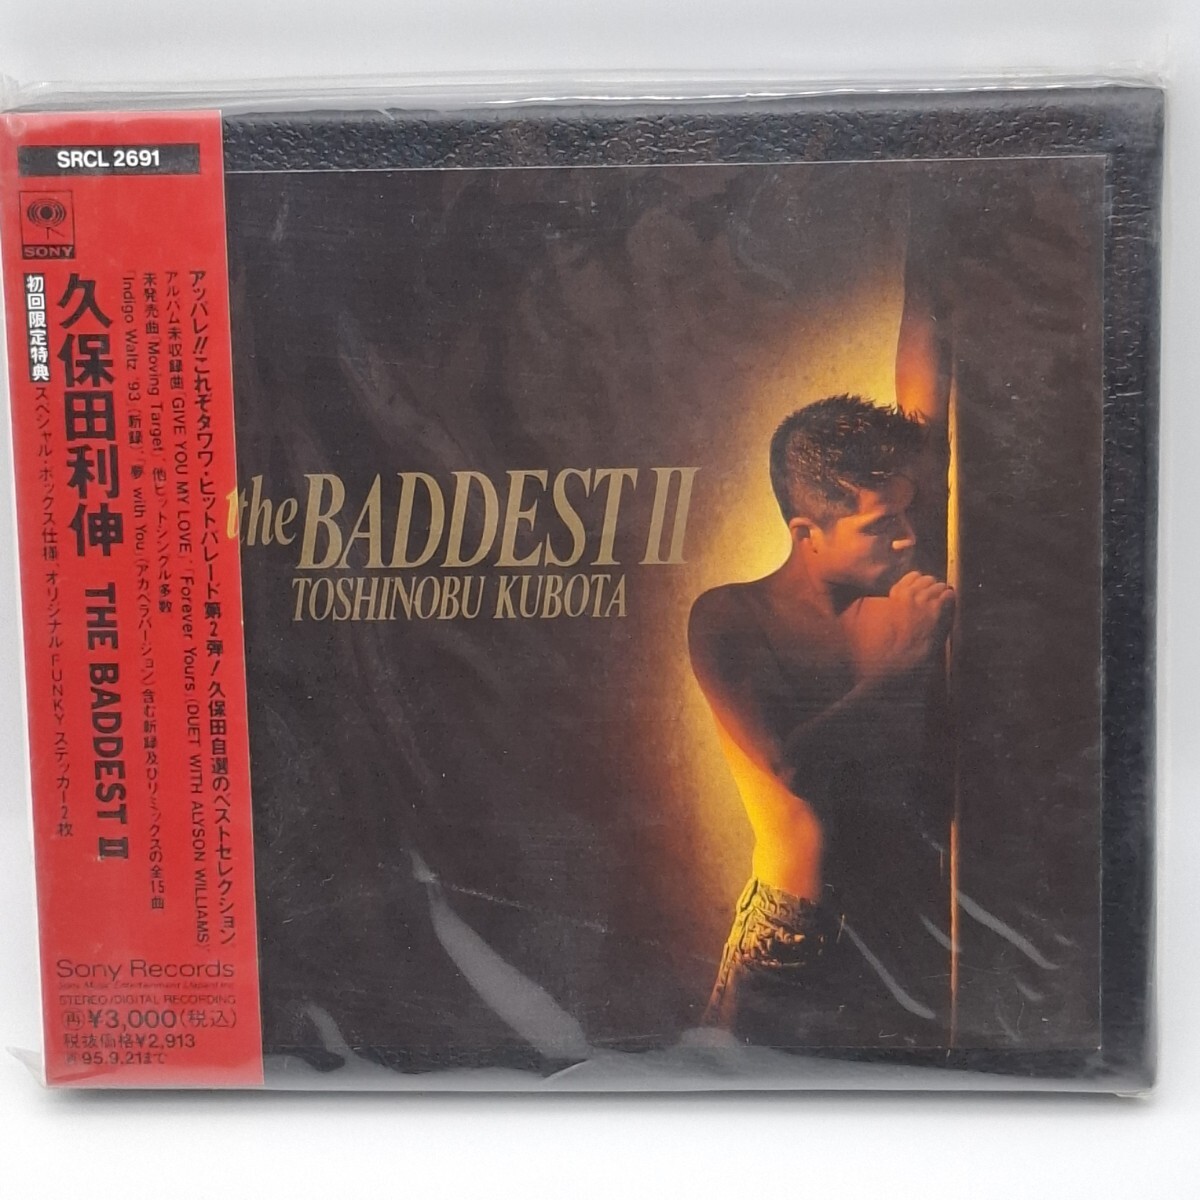 SRCL 2691
SONY
初回限定特典
スペシャル・ボックス仕様、オリジナルFUNKYステッカー2枚
久保田利伸 THE BADDEST II
アッパレ!!これぞタワワ・ヒットパレード第2弾!久保田自選のベストセレクション
アルバム未収録曲「GIVE YOU MY LOVE」、「Forever Yours」(DUET WITH ALYSON WILLIAMS)、
未発売曲「Moving Target」、他ヒットシングル多数
「Indigo Waltz '93(新録)」、「夢 with You」(アカペラバージョン)含む新録及びリミックスの全15曲
Sony Records
Sony Music Entertainment (Japan) Inc.
STEREO/DIGITAL RECORDING
再¥3,000(税込)
税抜価格¥2,913
再95.9.21まで
the BADDEST II
TOSHINOBU KUBOTA